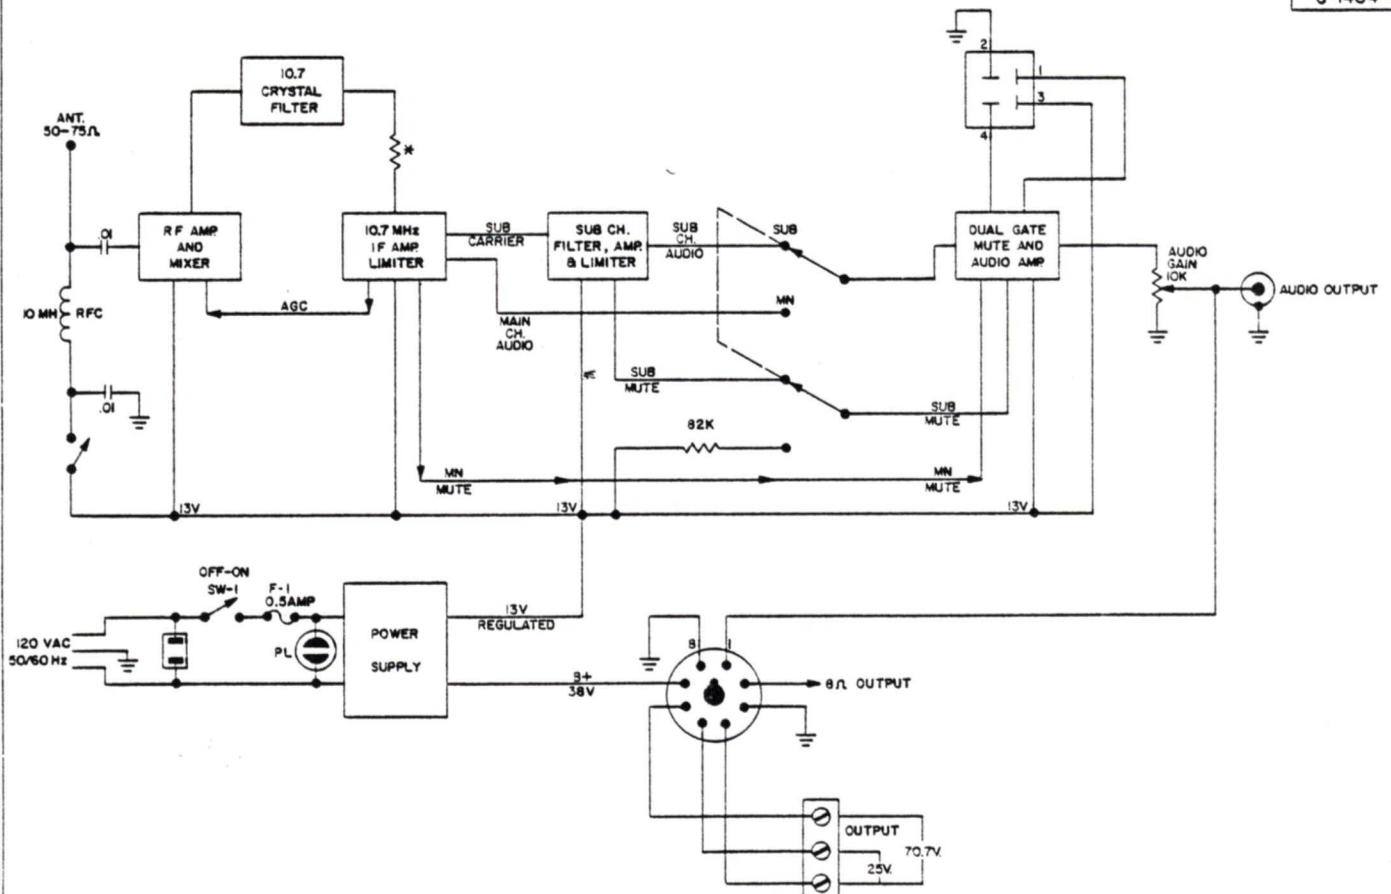 10.7
CRYSTAL
FILTER
ANT.
50-75Ω
*
.01
RF AMP.
AND
MIXER
10.7 MHz
IF AMP.
LIMITER
SUB
CARRIER
SUB CH.
FILTER, AMP.
& LIMITER
SUB
CH.
AUDIO
SUB
2
1
3
4
DUAL GATE
MUTE AND
AUDIO AMP.
AUDIO
GAIN
10K
AUDIO OUTPUT
10 MH
RFC
AGC
MAIN
CH.
AUDIO
MN
.01
SUB
MUTE
SUB
MUTE
82K
MN
MUTE
MN
MUTE
13V
13V
13V
OFF-ON
SW-1
F-1
0.5AMP
120 VAC
50/60 Hz
PL
POWER
SUPPLY
13V
REGULATED
B+
38V
8
1
8Ω OUTPUT
OUTPUT
70.7V.
25V.